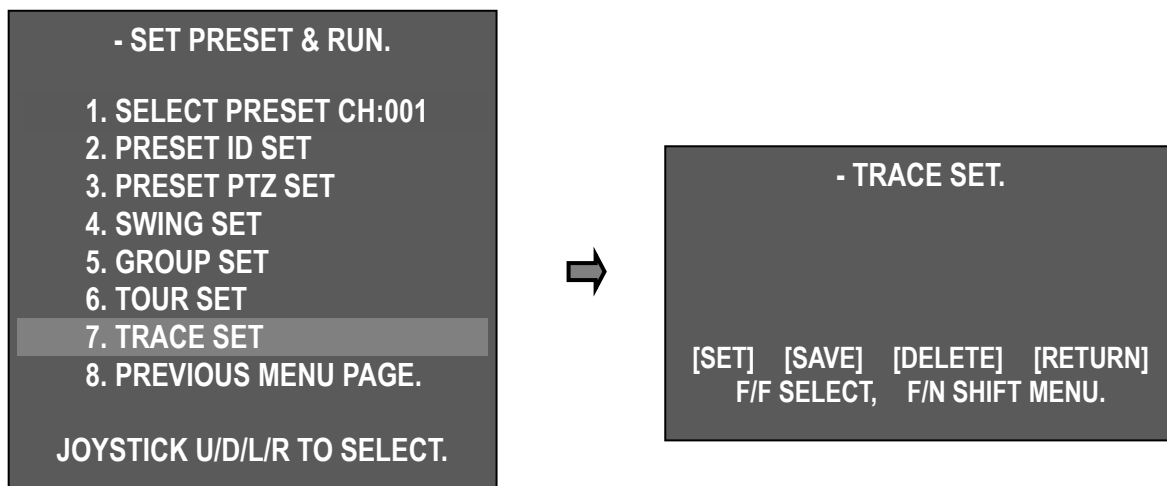 - SET PRESET & RUN.
1. SELECT PRESET CH:001
2. PRESET ID SET
3. PRESET PTZ SET
4. SWING SET
5. GROUP SET
6. TOUR SET
7. TRACE SET
8. PREVIOUS MENU PAGE.
JOYSTICK U/D/L/R TO SELECT.
- TRACE SET.
[SET] [SAVE] [DELETE] [RETURN]
F/F SELECT, F/N SHIFT MENU.